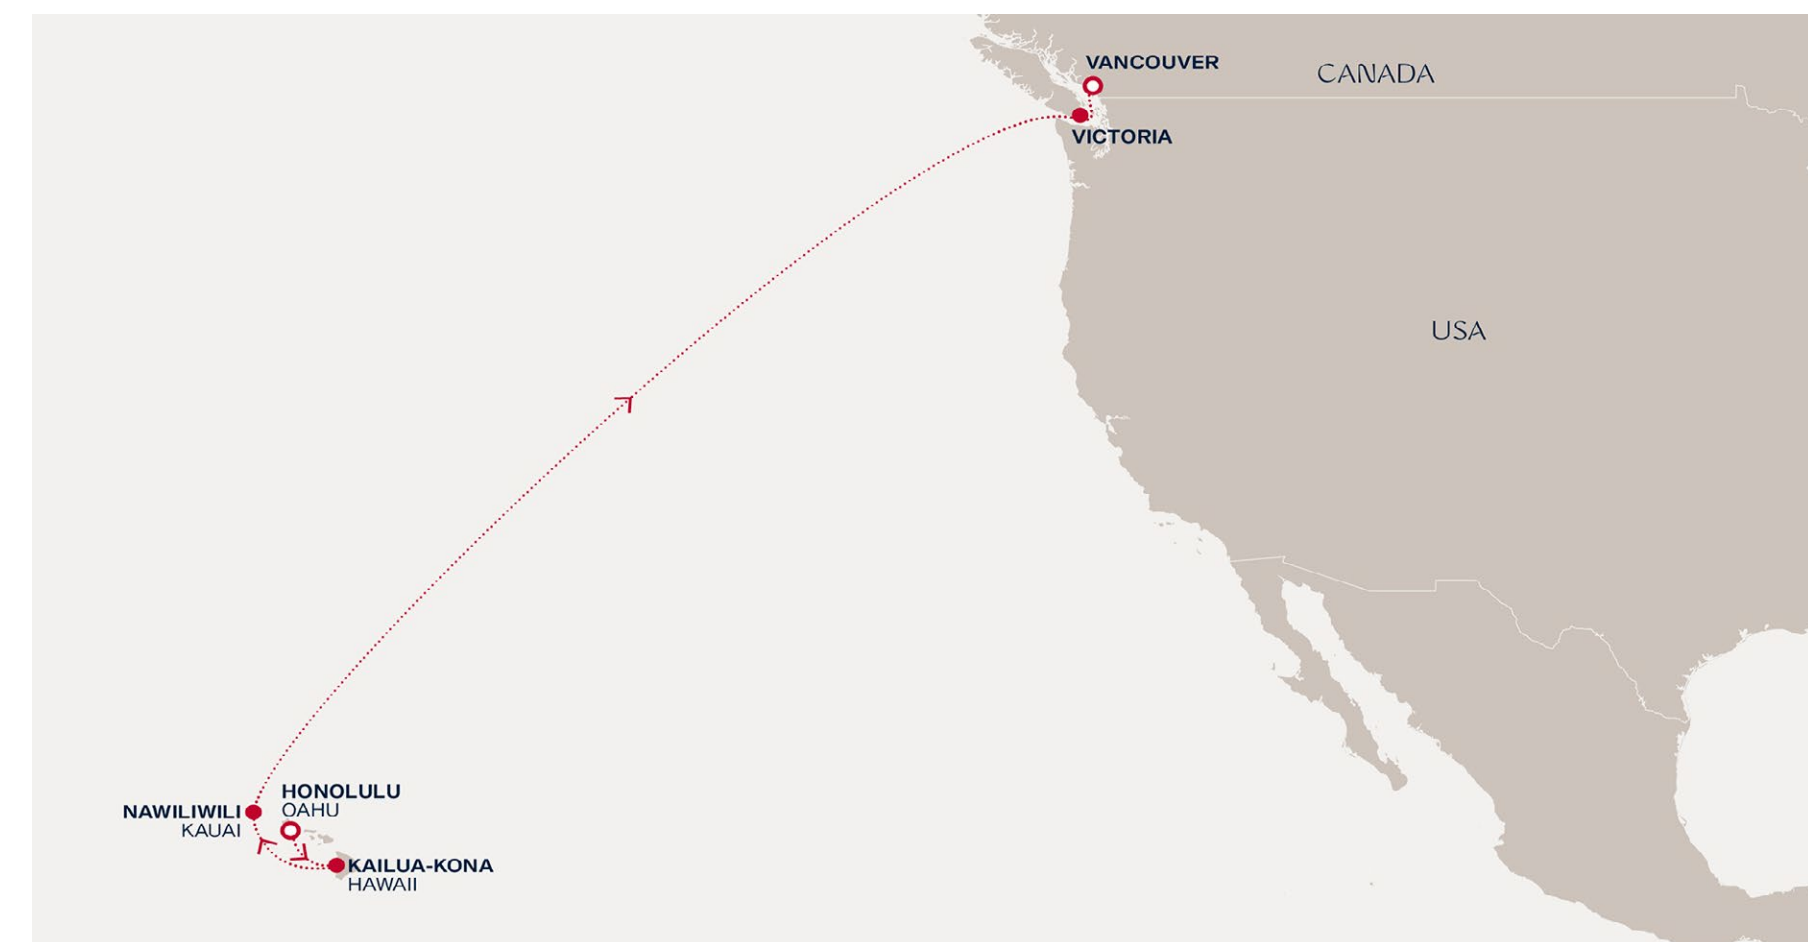 VANCOUVER
CANADA
VICTORIA
USA
HONOLULU
OAHU
NAWILIWILI
KAUAI
KAILUA-KONA
HAWAII